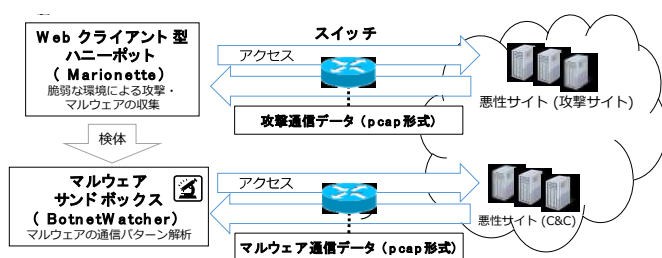 Web クライアント型
ハニーポット
( Marionette)
脆弱な環境による攻撃・
マルウェアの収集
スイッチ
アクセス
攻撃通信データ (pcap形式)
悪性サイト (攻撃サイト)
検体
マルウェア
サンドボックス
( BotnetWatcher)
マルウェアの通信パターン解析
アクセス
マルウェア通信データ (pcap形式)
悪性サイト (C&C)